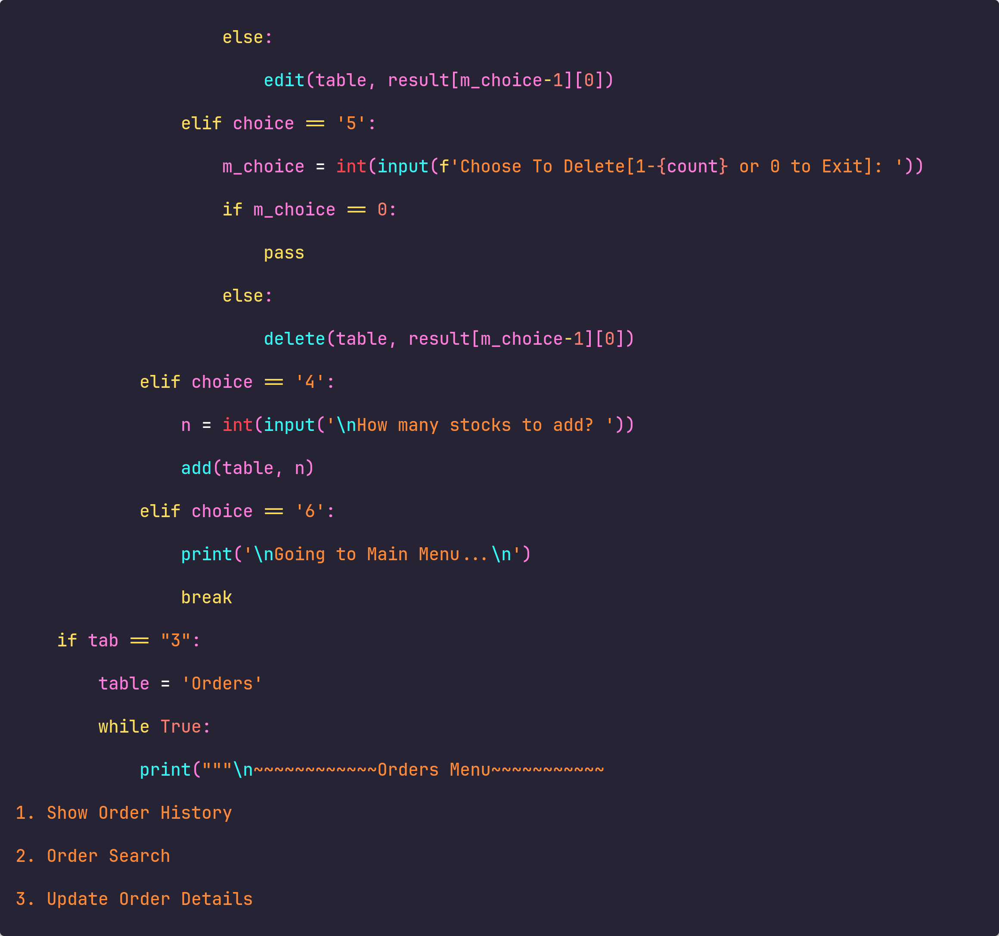 else:
                        edit(table, result[m_choice-1][0])
                elif choice == '5':
                    m_choice = int(input(f'Choose To Delete[1-{count} or 0 to Exit]: '))
                    if m_choice == 0:
                        pass
                    else:
                        delete(table, result[m_choice-1][0])
            elif choice == '4':
                n = int(input('\nHow many stocks to add? '))
                add(table, n)
            elif choice == '6':
                print('\nGoing to Main Menu...\n')
                break
    if tab == "3":
        table = 'Orders'
        while True:
            print("""\n~~~~~~~~~~~~Orders Menu~~~~~~~~~~~
1. Show Order History
2. Order Search
3. Update Order Details